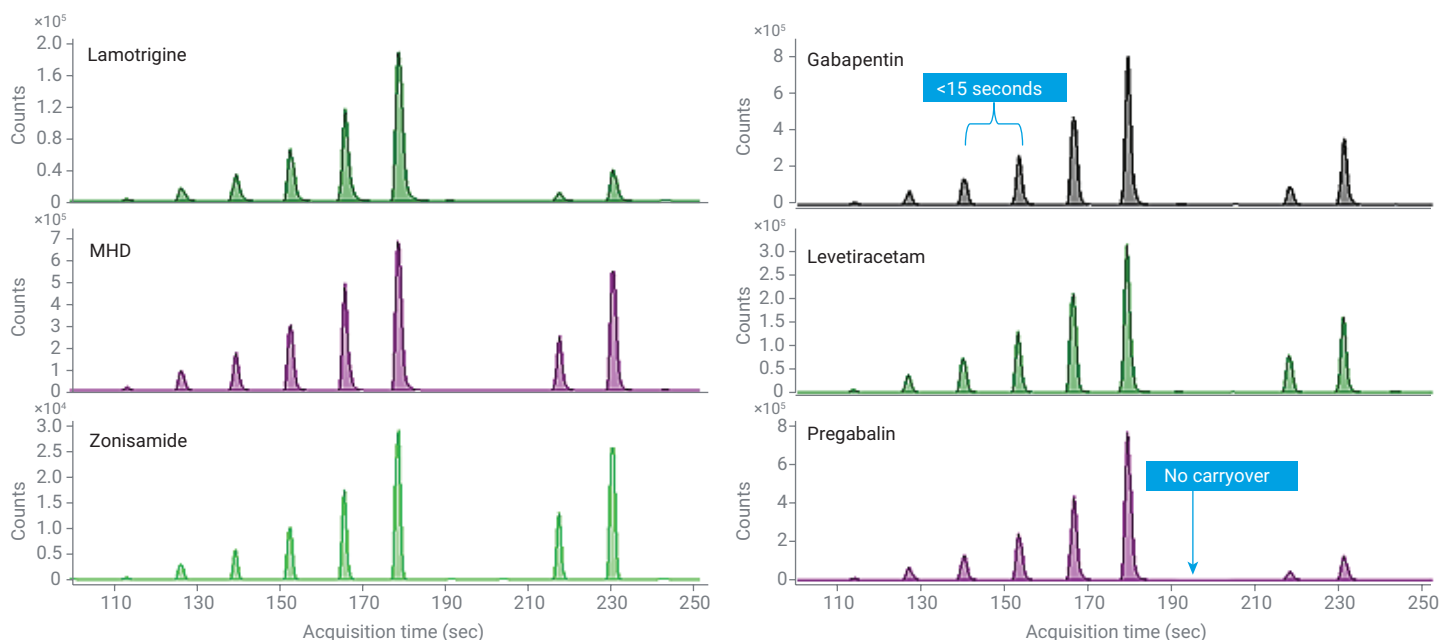 ×10⁵
2.0
1.6
1.2
0.8
0.4
0
Counts
Lamotrigine
×10⁵
7
6
5
4
3
2
1
0
Counts
MHD
×10⁴
3.0
2.5
2.0
1.5
1.0
0.5
0
Counts
Zonisamide
110 130 150 170 190 210 230 250
Acquisition time (sec)
×10⁵
8
6
4
2
0
Counts
Gabapentin
<15 seconds
×10⁵
3.0
2.5
2.0
1.5
1.0
0.5
0
Counts
Levetiracetam
×10⁵
8
6
4
2
0
Counts
Pregabalin
No carryover
110 130 150 170 190 210 230 250
Acquisition time (sec)